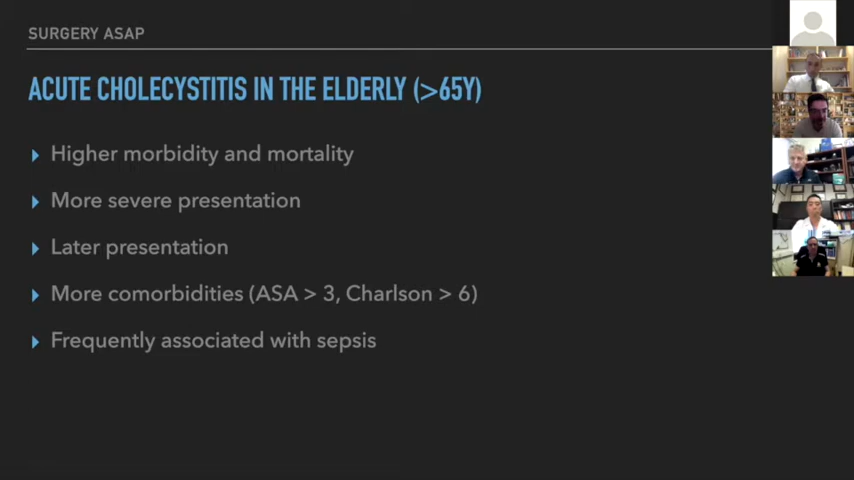 SURGERY ASAP
ACUTE CHOLECYSTITIS IN THE ELDERLY (>65Y)
Higher morbidity and mortality
More severe presentation
Later presentation
More comorbidities (ASA > 3, Charlson > 6)
Frequently associated with sepsis